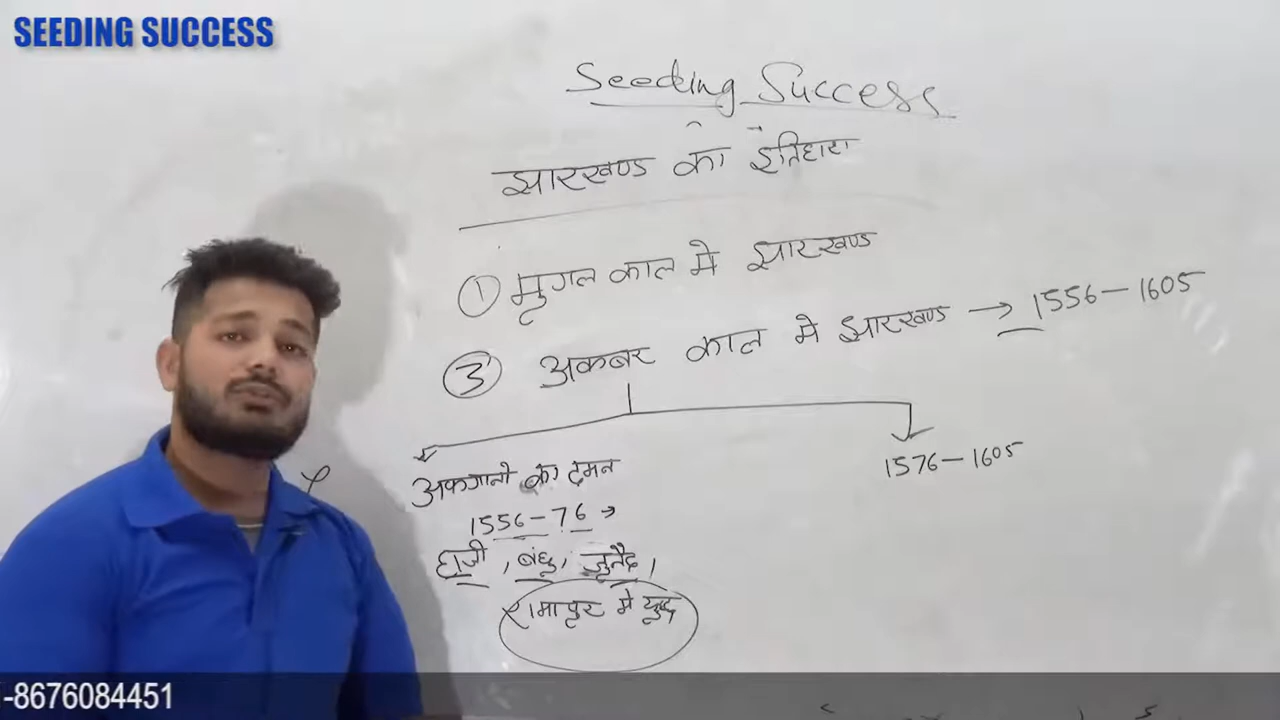 SEEDING SUCCESS
Seeding Success
झारखण्ड का इतिहास
① मुगल काल मे झारखण्ड
③ अकबर काल मे झारखण्ड → 1556-1605
अफगानो का दमन
1576-1605
1556-76 →
हाजी, बंधु, जुनैद,
रामापुर मे युद्ध
-8676084451